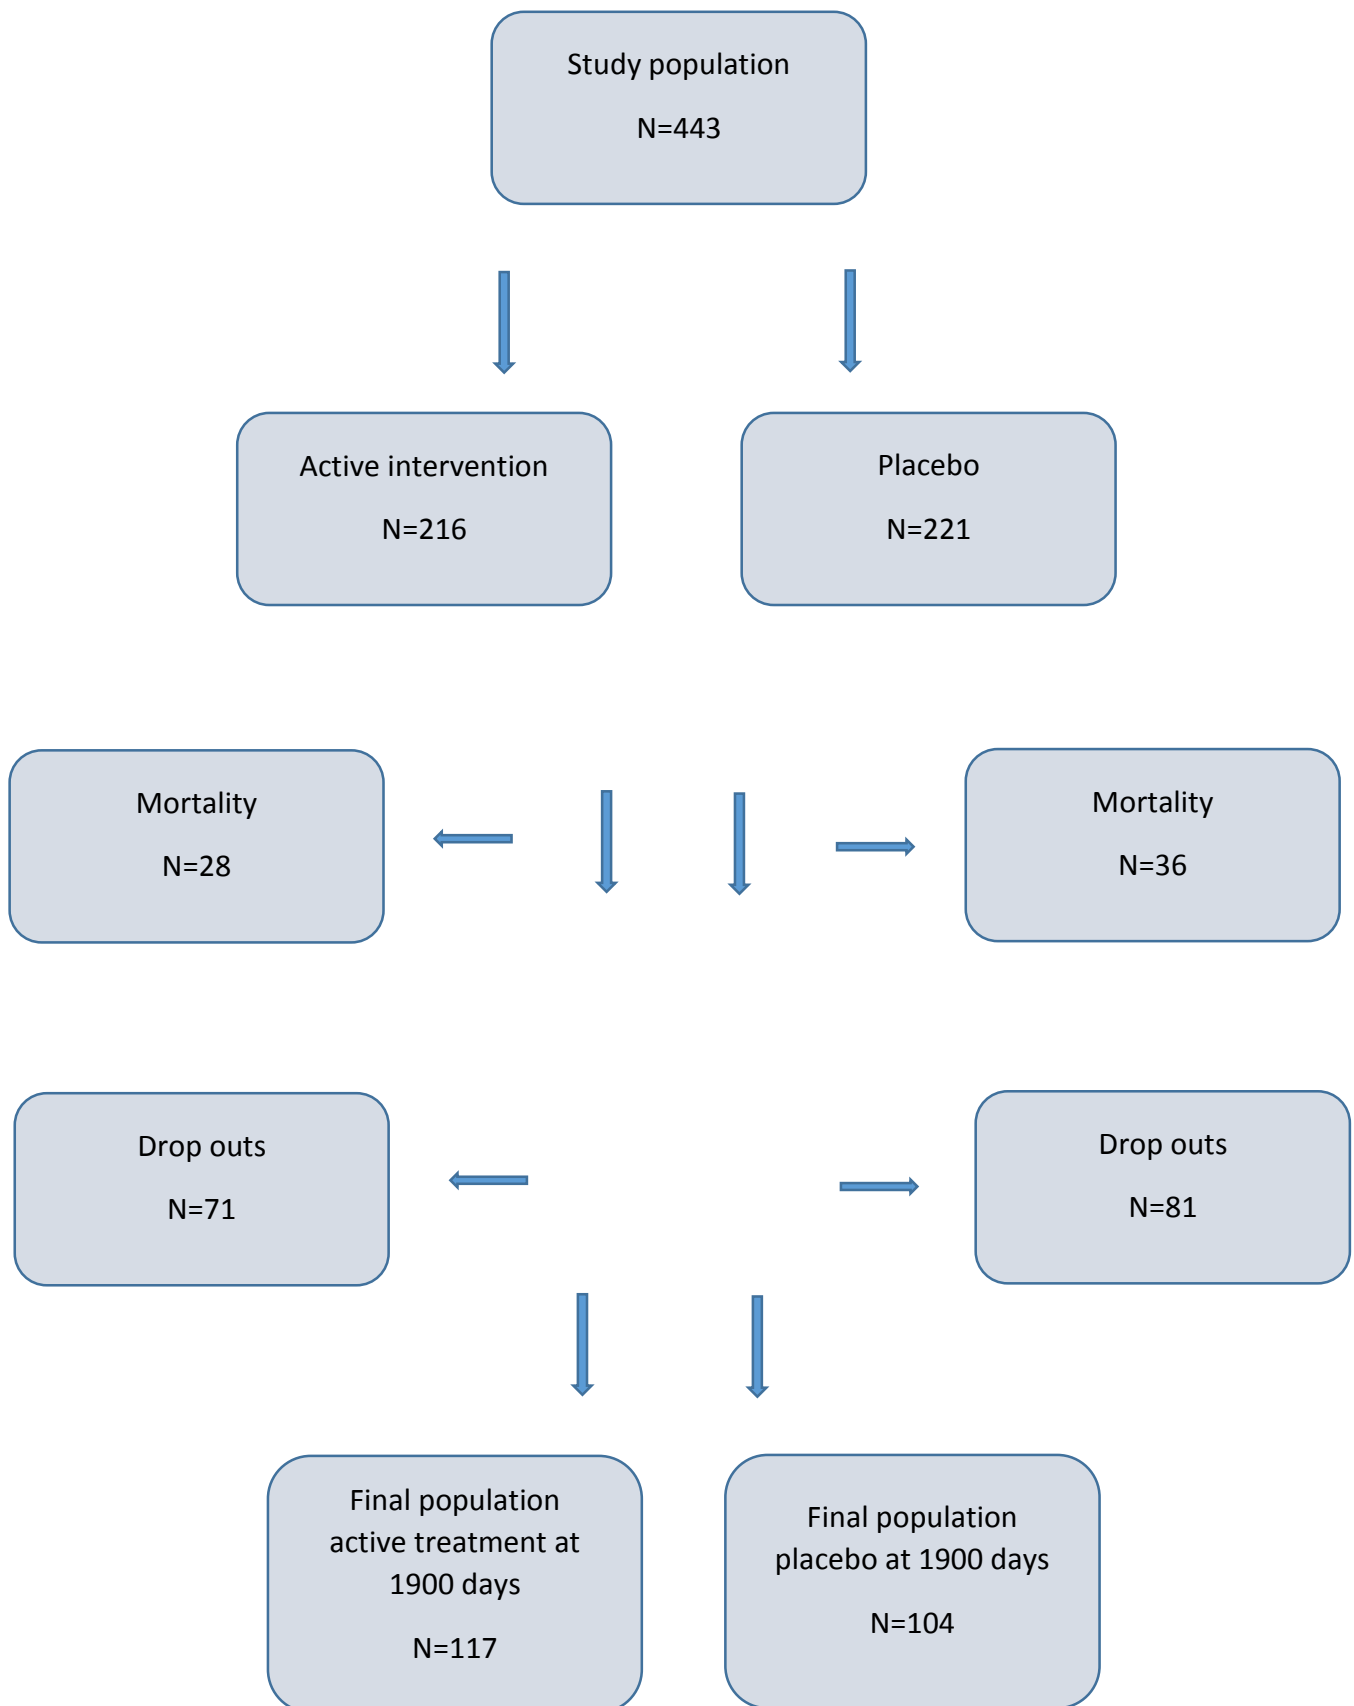 Study population
N=443
Active intervention
N=216
Placebo
N=221
Mortality
N=28
Mortality
N=36
Drop outs
N=71
Drop outs
N=81
Final population
active treatment at
1900 days
N=117
Final population
placebo at 1900 days
N=104